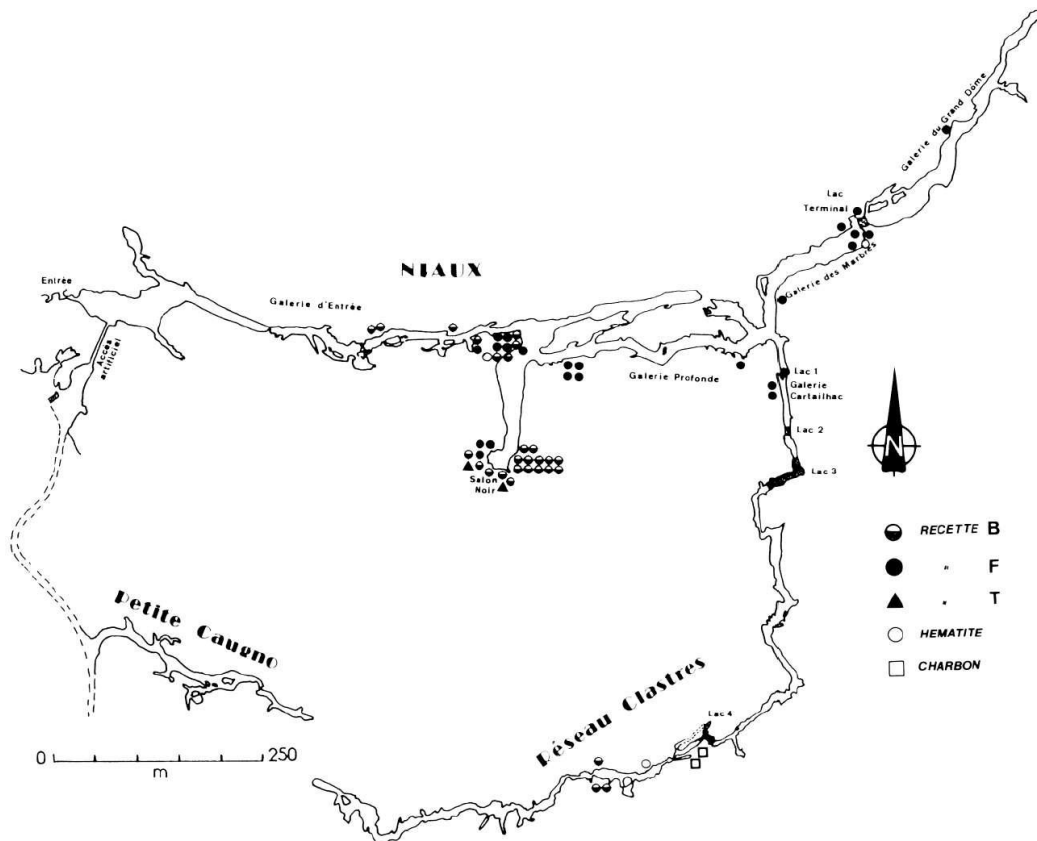 Galerie du Grand Dôme
Lac
Terminal
NIAUX
Galerie des Marbres
Entrée
Galerie d'Entrée
Accès
artificiel
Galerie Profonde
Lac 1
Galerie
Cartailhac
Lac 2
Lac 3
Salon
Noir
N
RECETTE B
" F
" T
HEMATITE
CHARBON
Petite Caugno
Réseau Clastres
Lac 4
0 250
m